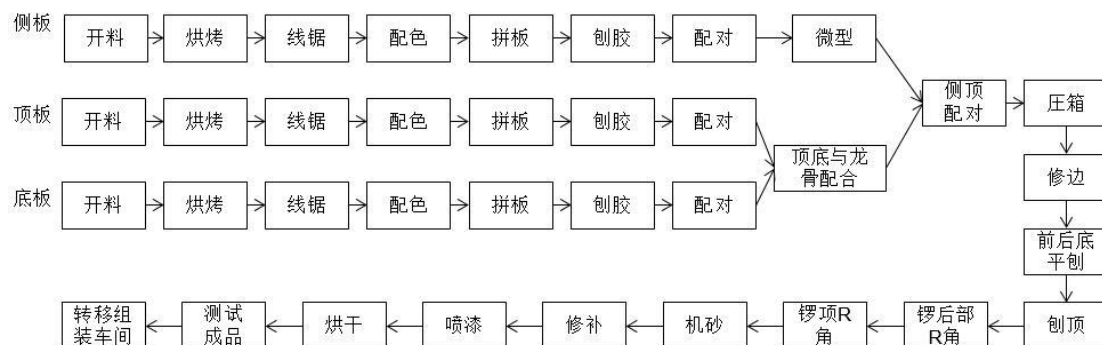 侧板
开料
烘烤
线锯
配色
拼板
刨胶
配对
微型
侧顶
配对
压箱
顶板
开料
烘烤
线锯
配色
拼板
刨胶
配对
顶底与龙
骨配合
修边
底板
开料
烘烤
线锯
配色
拼板
刨胶
配对
前后底
平刨
刨顶
锣后部
R角
锣项R
角
机砂
修补
喷漆
烘干
测试
成品
转移组
装车间